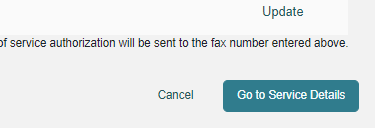 Update
of service authorization will be sent to the fax number entered above.
Cancel Go to Service Details